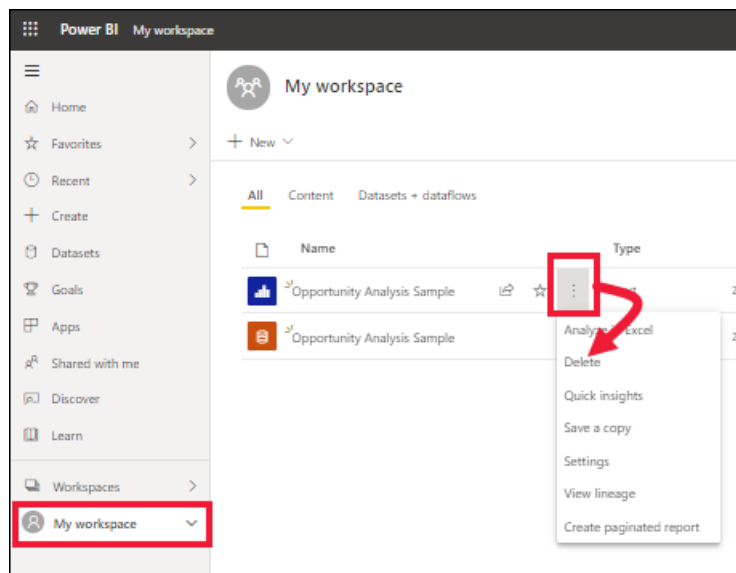 Power BI My workspace
My workspace
Home
Favorites
Recent
Create
Datasets
Goals
Apps
Shared with me
Discover
Learn
Workspaces
My workspace
New
All Content Datasets + dataflows
Name Type
Opportunity Analysis Sample
Opportunity Analysis Sample
Excel
Delete
Quick insights
Save a copy
Settings
View lineage
Create paginated report